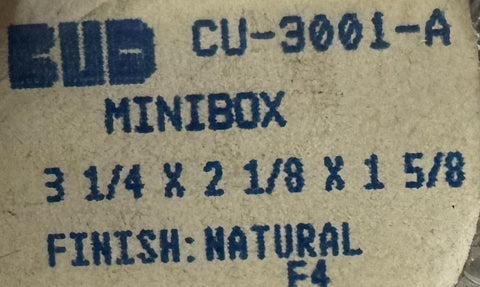 BUD CU-3001-A
MINIBOX
3 1/4 X 2 1/8 X 1 5/8
FINISH: NATURAL
F4